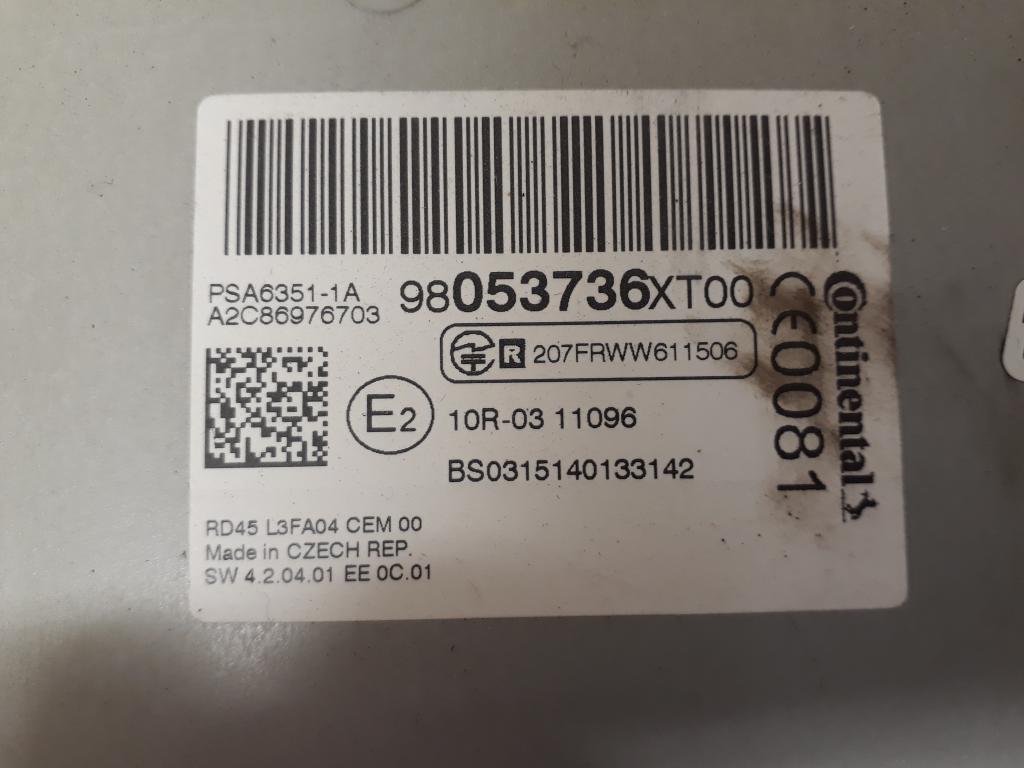 PSA6351-1A
A2C86976703
98053736XT00
R 207FRWW611506
E2
10R-03 11096
BS0315140133142
CE0081
Continental
RD45 L3FA04 CEM 00
Made in CZECH REP.
SW 4.2.04.01 EE 0C.01